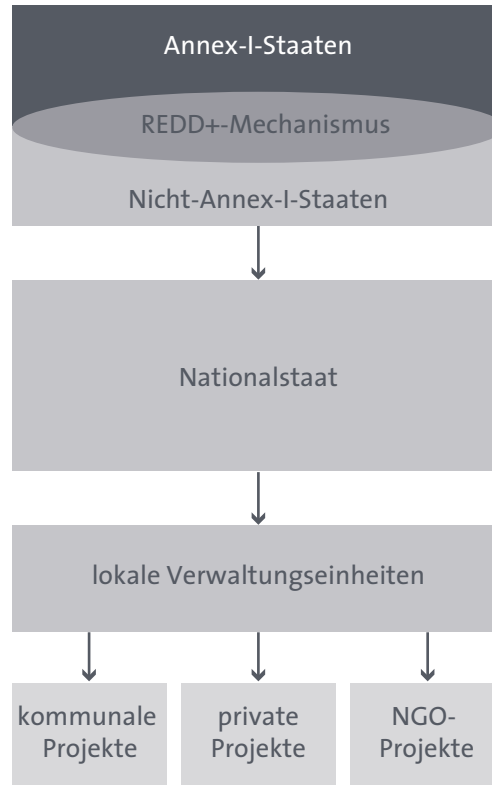 Annex-I-Staaten
REDD+-Mechanismus
Nicht-Annex-I-Staaten
Nationalstaat
lokale Verwaltungseinheiten
kommunale
Projekte
private
Projekte
NGO-
Projekte